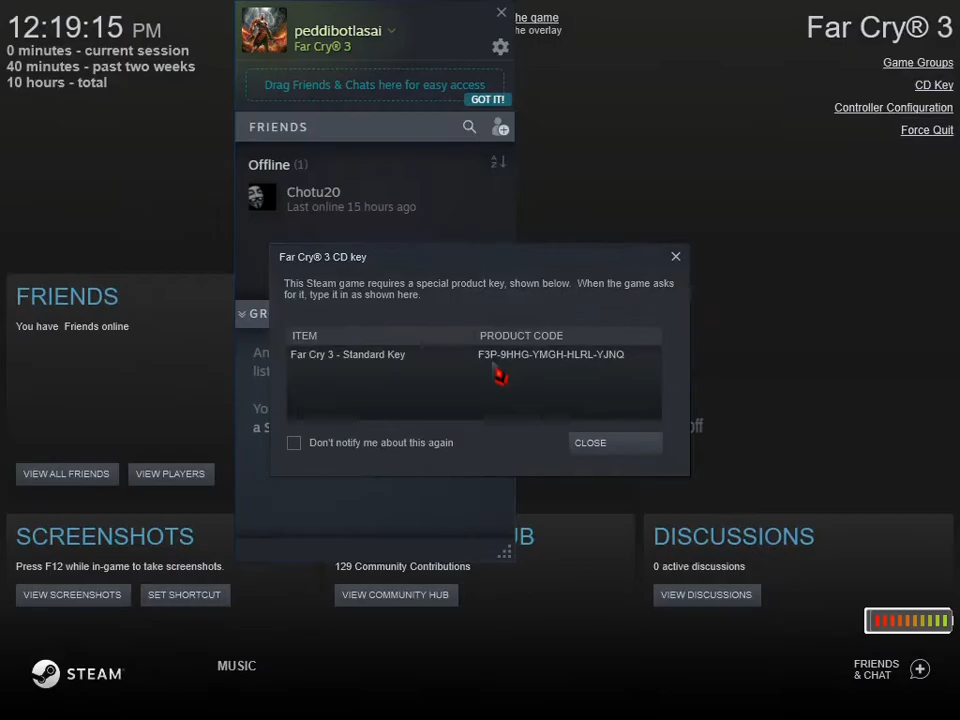 12:19:15 PM
0 minutes - current session
40 minutes - past two weeks
10 hours - total
peddibotlasai
Far Cry® 3
Drag Friends & Chats here for easy access
GOT IT!
FRIENDS
Offline (1)
Chotu20
Last online 15 hours ago
the game
the overlay
Far Cry® 3
Game Groups
CD Key
Controller Configuration
Force Quit
Far Cry® 3 CD key
This Steam game requires a special product key, shown below. When the game asks
for it, type it in as shown here.
ITEM PRODUCT CODE
Far Cry 3 - Standard Key F3P-9HHG-YMGH-HLRL-YJNQ
Don't notify me about this again
CLOSE
FRIENDS
You have Friends online
VIEW ALL FRIENDS VIEW PLAYERS
GR
An
list
Yo
a S
off
SCREENSHOTS
Press F12 while in-game to take screenshots.
VIEW SCREENSHOTS SET SHORTCUT
UB
129 Community Contributions
VIEW COMMUNITY HUB
DISCUSSIONS
0 active discussions
VIEW DISCUSSIONS
STEAM
MUSIC
FRIENDS
& CHAT